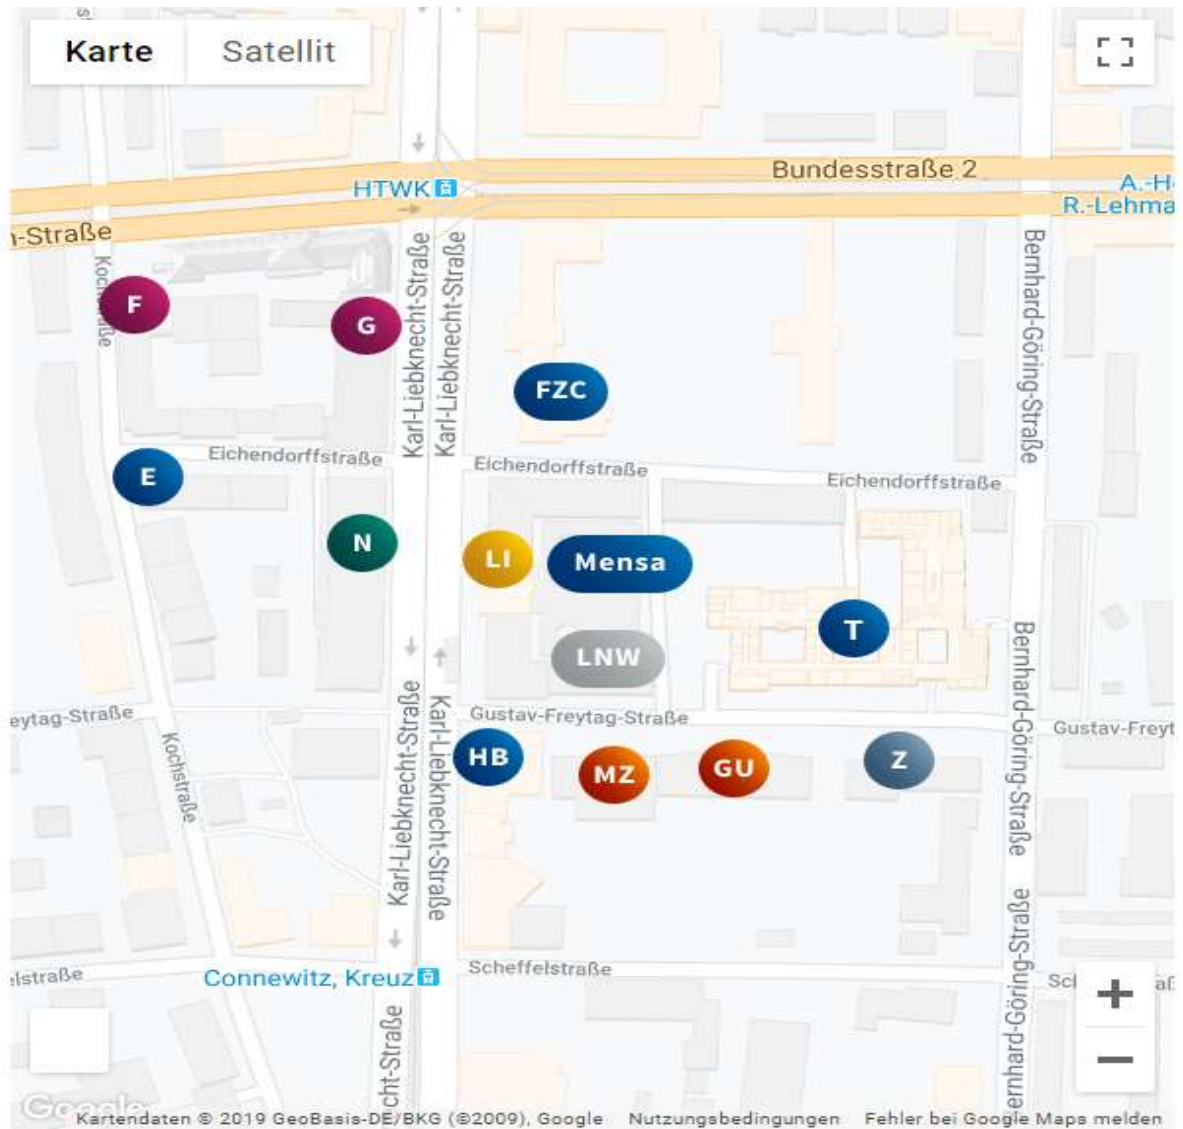 Karte
Satellit
Bundesstraße 2
HTWK
A.-H
R.-Lehma
n-Straße
Kochstraße
Karl-Liebknecht-Straße
Karl-Liebknecht-Straße
Bernhard-Göring-Straße
F
G
FZC
Eichendorffstraße
Eichendorffstraße
Eichendorffstraße
E
N
LI
Mensa
T
LNW
Karl-Liebknecht-Straße
Karl-Liebknecht-Straße
Bernhard-Göring-Straße
eytag-Straße
Gustav-Freytag-Straße
Gustav-Freyt
Kochstraße
HB
MZ
GU
Z
Bernhard-Göring-Straße
elstraße
Connewitz, Kreuz
Scheffelstraße
Sc
cht-Straße
Google
Kartendaten © 2019 GeoBasis-DE/BKG (©2009), Google
Nutzungsbedingungen
Fehler bei Google Maps melden